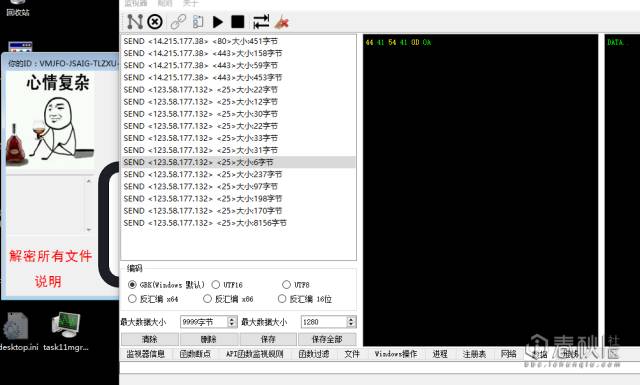 回收站
监视器 规则 关于
你的ID：VMJFO-JSAIG-TLZXU-
心情复杂
解密所有文件
说明
desktop.ini
task11mgr...
SEND <14.215.177.38> <80>大小:451字节
SEND <14.215.177.38> <443>大小:158字节
SEND <14.215.177.38> <443>大小:59字节
SEND <14.215.177.38> <443>大小:453字节
SEND <123.58.177.132> <25>大小:22字节
SEND <123.58.177.132> <25>大小:12字节
SEND <123.58.177.132> <25>大小:30字节
SEND <123.58.177.132> <25>大小:22字节
SEND <123.58.177.132> <25>大小:33字节
SEND <123.58.177.132> <25>大小:31字节
SEND <123.58.177.132> <25>大小:6字节
SEND <123.58.177.132> <25>大小:237字节
SEND <123.58.177.132> <25>大小:97字节
SEND <123.58.177.132> <25>大小:198字节
SEND <123.58.177.132> <25>大小:170字节
SEND <123.58.177.132> <25>大小:8156字节
44 41 54 41 0D 0A
DATA
编码
GBK(Windows 默认) UTF16 UTF8
反汇编 x64 反汇编 x86 反汇编 16位
最大数据大小 9999字节 最大数据大小 1280
清除 删除 保存 保存全部
监视器信息 函数断点 API函数监视规则 函数过滤 文件 Windows操作 进程 注册表 网络
春秋 社区